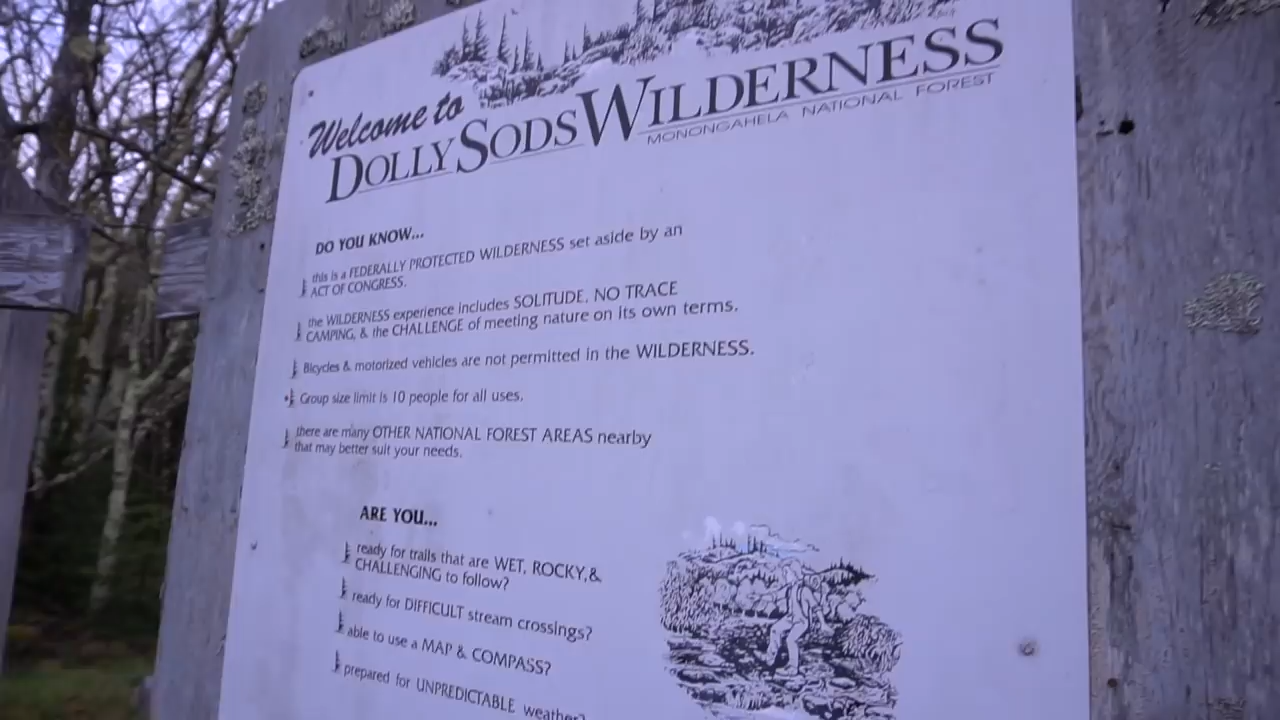 Welcome to
DOLLY SODS WILDERNESS
MONONGAHELA NATIONAL FOREST
DO YOU KNOW...
this is a FEDERALLY PROTECTED WILDERNESS set aside by an
ACT OF CONGRESS.
the WILDERNESS experience includes SOLITUDE, NO TRACE
CAMPING, & the CHALLENGE of meeting nature on its own terms.
Bicycles & motorized vehicles are not permitted in the WILDERNESS.
Group size limit is 10 people for all uses.
there are many OTHER NATIONAL FOREST AREAS nearby
that may better suit your needs.
ARE YOU...
ready for trails that are WET, ROCKY,&
CHALLENGING to follow?
ready for DIFFICULT stream crossings?
able to use a MAP & COMPASS?
prepared for UNPREDICTABLE weather?